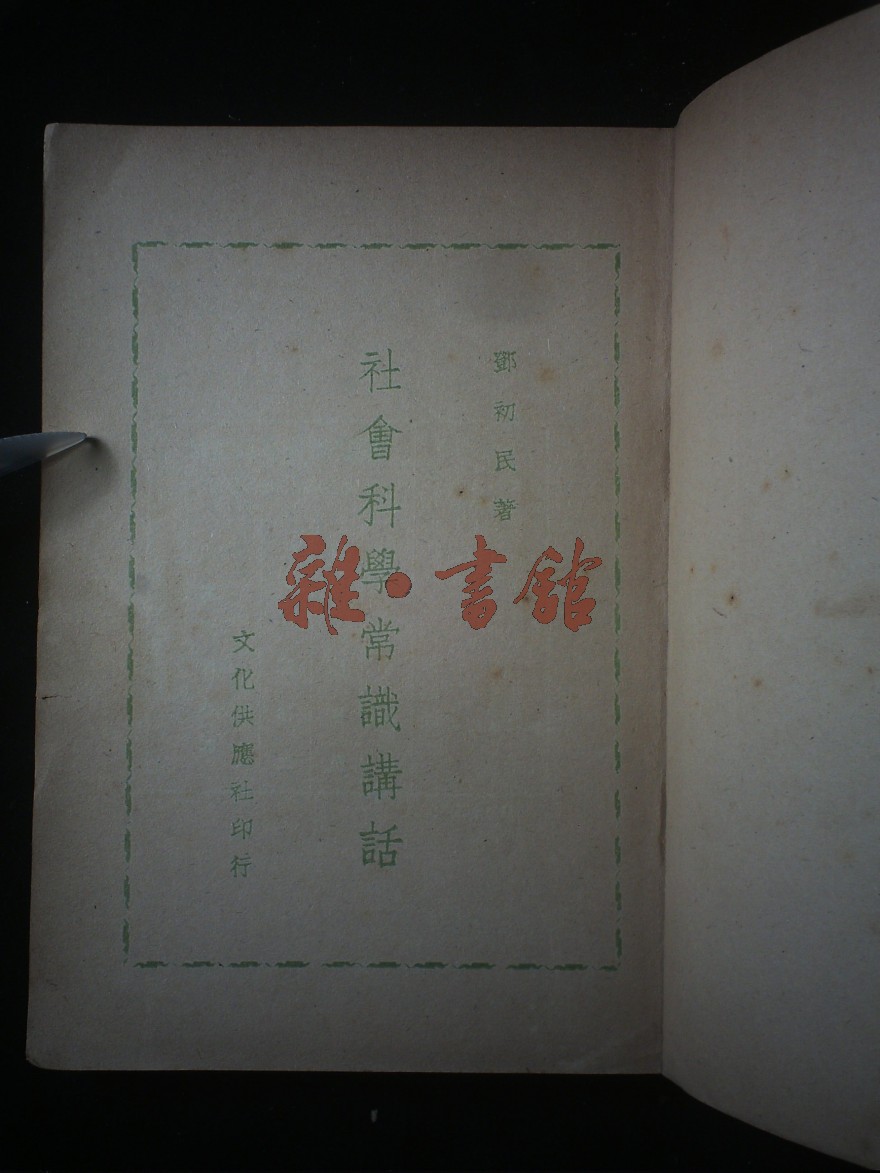 鄧初民著
社會科學常識講話
文化供應社印行
雜·書館